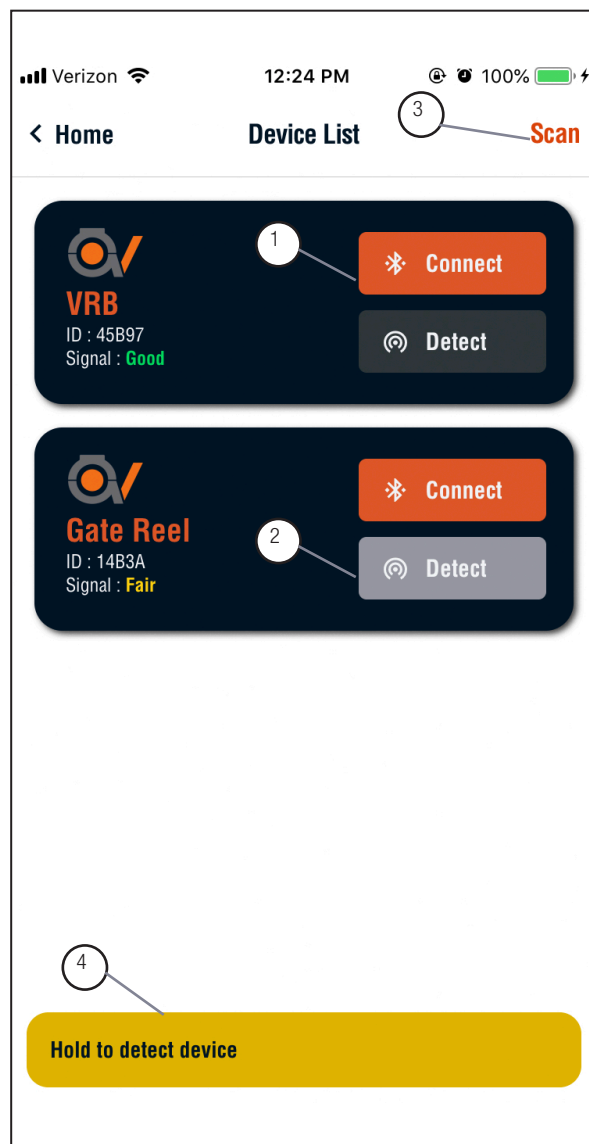 Verizon 12:24 PM 100%
3
< Home Device List Scan
1
Connect
VRB
ID : 45B97
Signal : Good
Detect
Connect
Gate Reel
ID : 14B3A
Signal : Fair
2
Detect
4
Hold to detect device